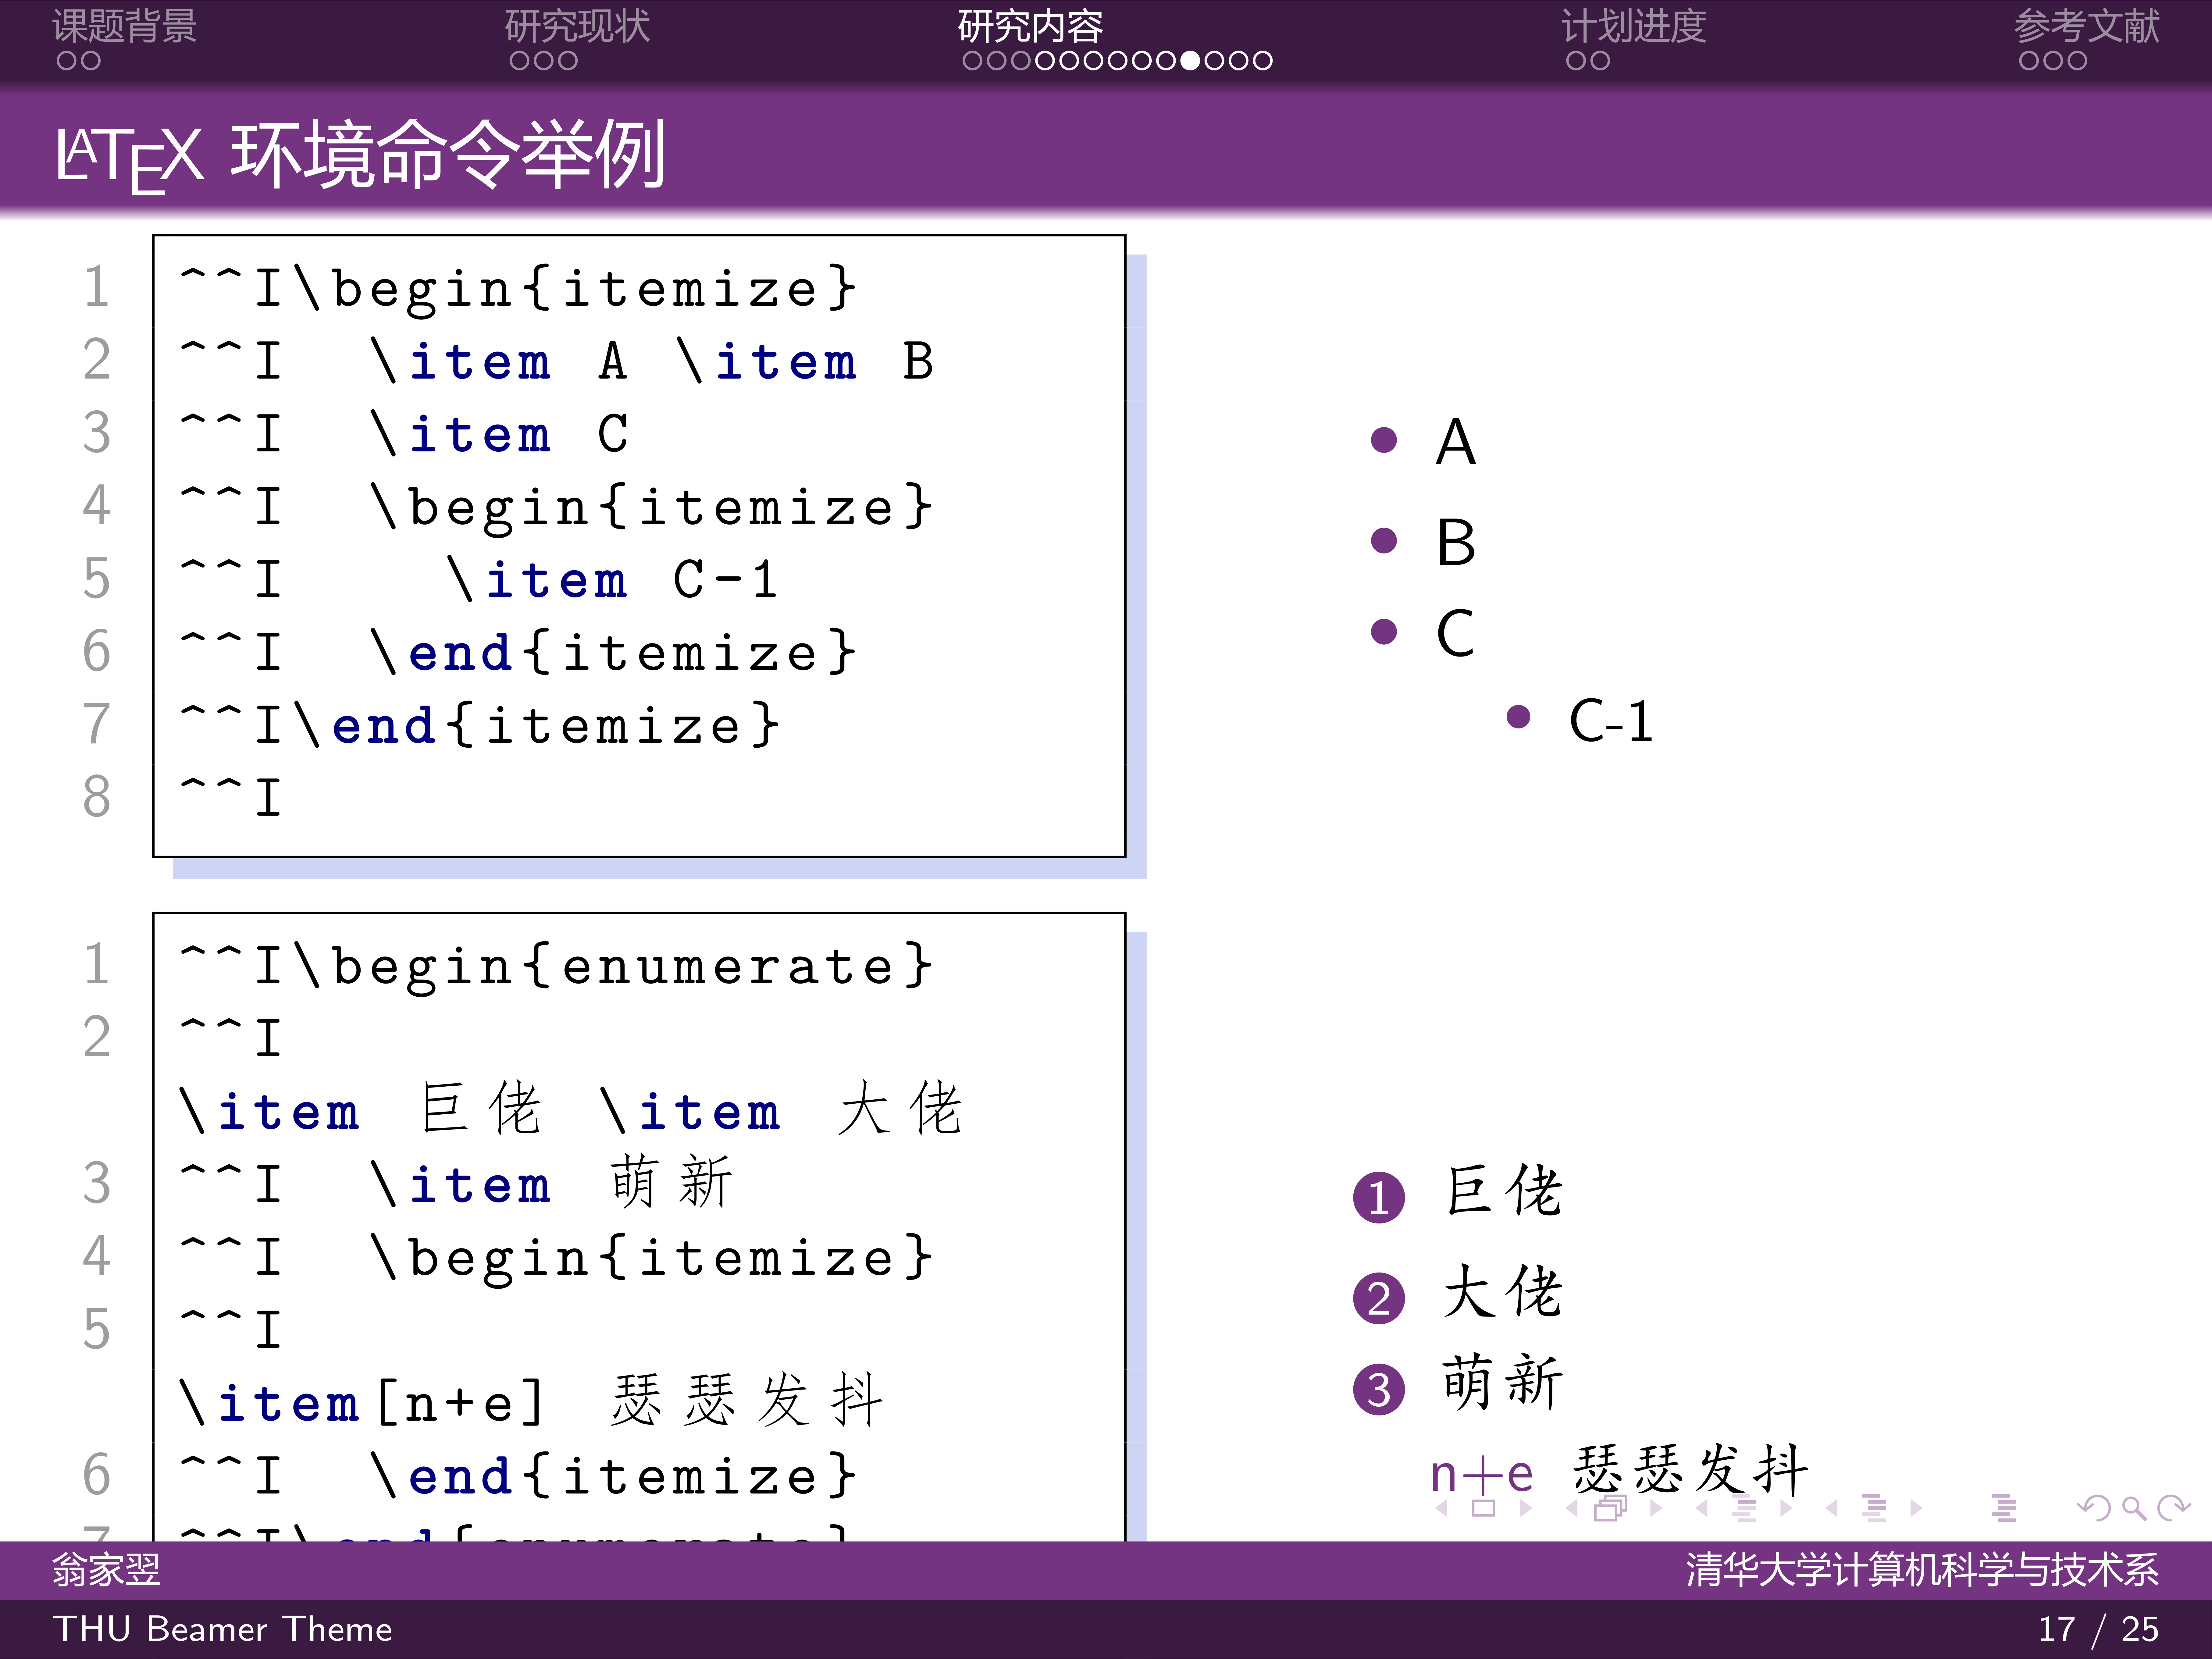 课题背景 研究现状 研究内容 计划进度 参考文献
LATEX 环境命令举例
1 ^^I\begin{itemize}
2 ^^I  \item A \item B
3 ^^I  \item C
4 ^^I  \begin{itemize}
5 ^^I    \item C-1
6 ^^I  \end{itemize}
7 ^^I\end{itemize}
8 ^^I
• A
• B
• C
• C-1
1 ^^I\begin{enumerate}
2 ^^I
\item 巨佬 \item 大佬
3 ^^I  \item 萌新
4 ^^I  \begin{itemize}
5 ^^I
\item[n+e] 瑟瑟发抖
6 ^^I  \end{itemize}
7 ^^I\end{enumerate}
1 巨佬
2 大佬
3 萌新
n+e 瑟瑟发抖
翁家翌 清华大学计算机科学与技术系
THU Beamer Theme 17 / 25